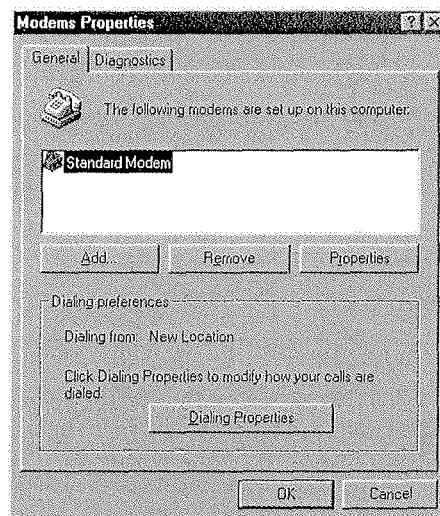 Modems Properties
General Diagnostics
The following modems are set up on this computer:
Standard Modem
Add... Remove Properties
Dialing preferences
Dialing from: New Location
Click Dialing Properties to modify how your calls are
dialed.
Dialing Properties
OK Cancel